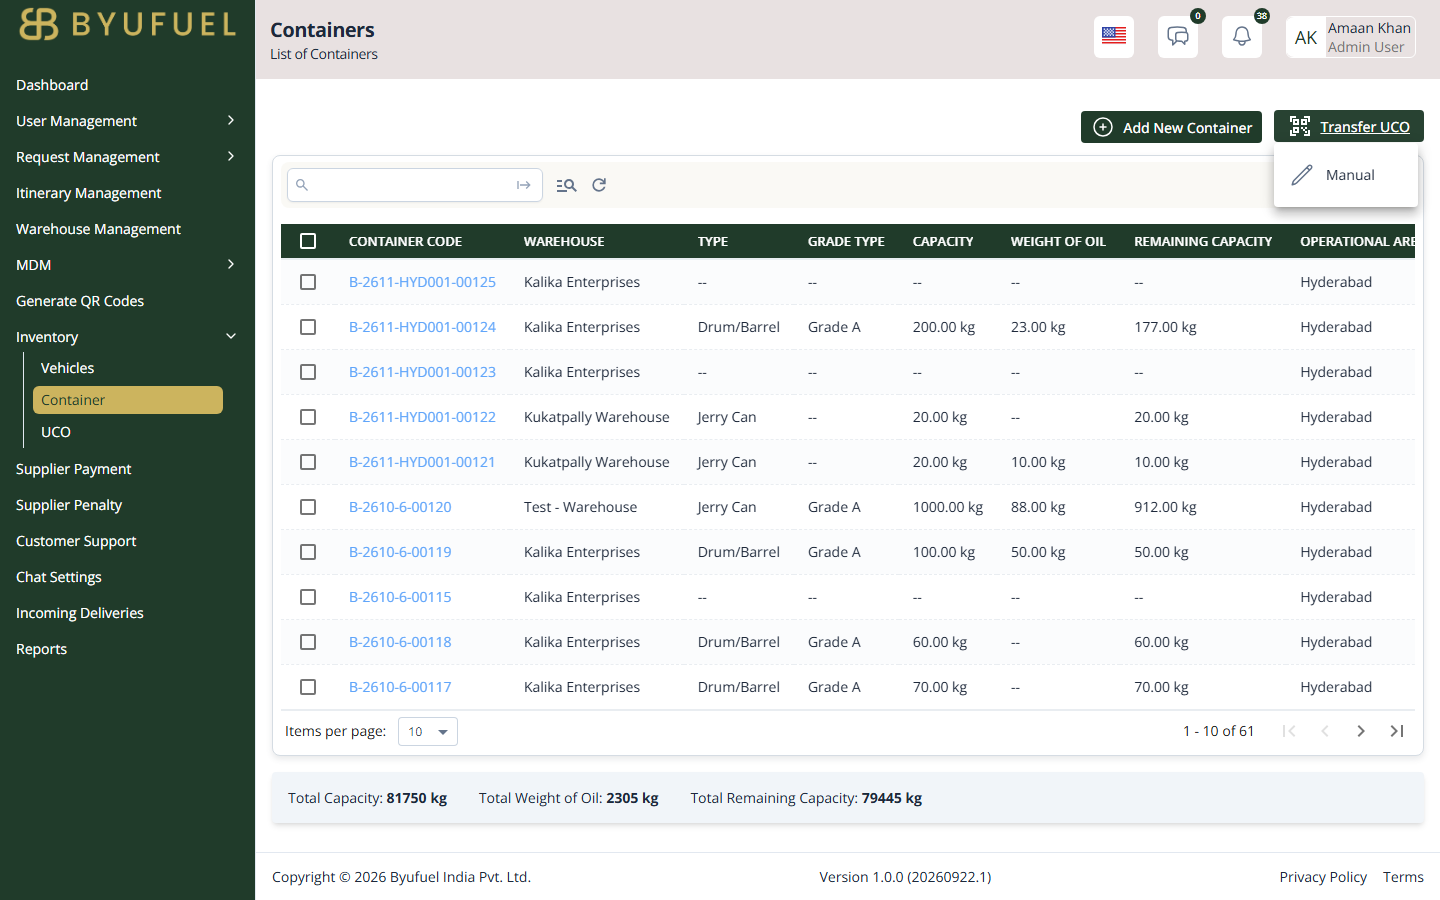 BYUFUEL
Dashboard
User Management
Request Management
Itinerary Management
Warehouse Management
MDM
Generate QR Codes
Inventory
Vehicles
Container
UCO
Supplier Payment
Supplier Penalty
Customer Support
Chat Settings
Incoming Deliveries
Reports
Containers
List of Containers
0
38
AK
Amaan Khan
Admin User
Add New Container
Transfer UCO
Manual
CONTAINER CODE WAREHOUSE TYPE GRADE TYPE CAPACITY WEIGHT OF OIL REMAINING CAPACITY OPERATIONAL ARE
B-2611-HYD001-00125 Kalika Enterprises -- -- -- -- -- Hyderabad
B-2611-HYD001-00124 Kalika Enterprises Drum/Barrel Grade A 200.00 kg 23.00 kg 177.00 kg Hyderabad
B-2611-HYD001-00123 Kalika Enterprises -- -- -- -- -- Hyderabad
B-2611-HYD001-00122 Kukatpally Warehouse Jerry Can -- 20.00 kg -- 20.00 kg Hyderabad
B-2611-HYD001-00121 Kukatpally Warehouse Jerry Can -- 20.00 kg 10.00 kg 10.00 kg Hyderabad
B-2610-6-00120 Test - Warehouse Jerry Can Grade A 1000.00 kg 88.00 kg 912.00 kg Hyderabad
B-2610-6-00119 Kalika Enterprises Drum/Barrel Grade A 100.00 kg 50.00 kg 50.00 kg Hyderabad
B-2610-6-00115 Kalika Enterprises -- -- -- -- -- Hyderabad
B-2610-6-00118 Kalika Enterprises Drum/Barrel Grade A 60.00 kg -- 60.00 kg Hyderabad
B-2610-6-00117 Kalika Enterprises Drum/Barrel Grade A 70.00 kg -- 70.00 kg Hyderabad
Items per page: 10 1 - 10 of 61
Total Capacity: 81750 kg Total Weight of Oil: 2305 kg Total Remaining Capacity: 79445 kg
Copyright © 2026 Byufuel India Pvt. Ltd. Version 1.0.0 (20260922.1) Privacy Policy Terms